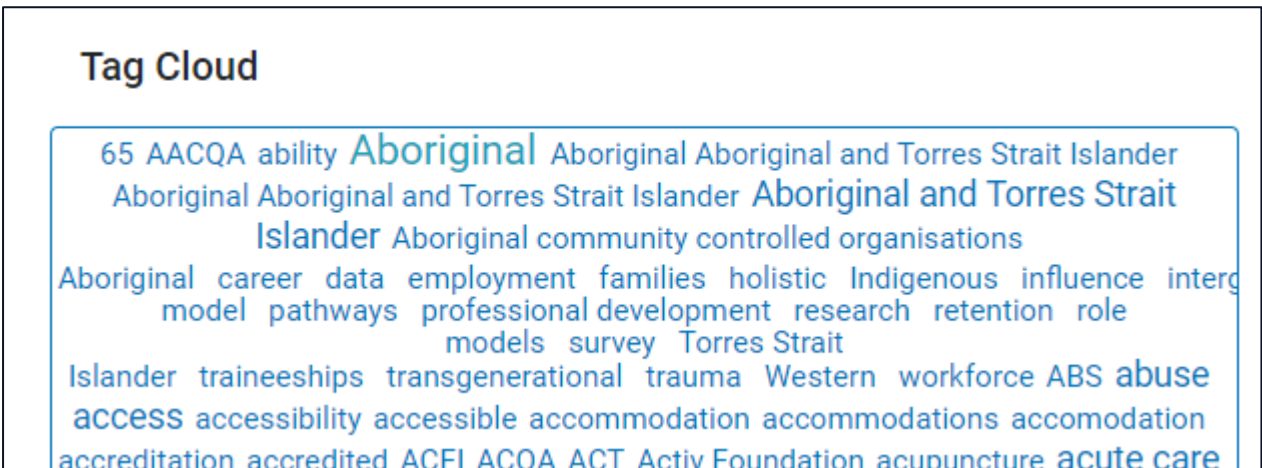 Tag Cloud
65 AACQA ability Aboriginal Aboriginal Aboriginal and Torres Strait Islander
Aboriginal Aboriginal and Torres Strait Islander Aboriginal and Torres Strait
Islander Aboriginal community controlled organisations
Aboriginal career data employment families holistic Indigenous influence
model pathways professional development research retention role
models survey Torres Strait
Islander traineeships transgenerational trauma Western workforce ABS abuse
access accessibility accessible accommodation accommodations accomodation
accreditation accredited ACFI ACQA ACT Activ Foundation acupuncture acute care